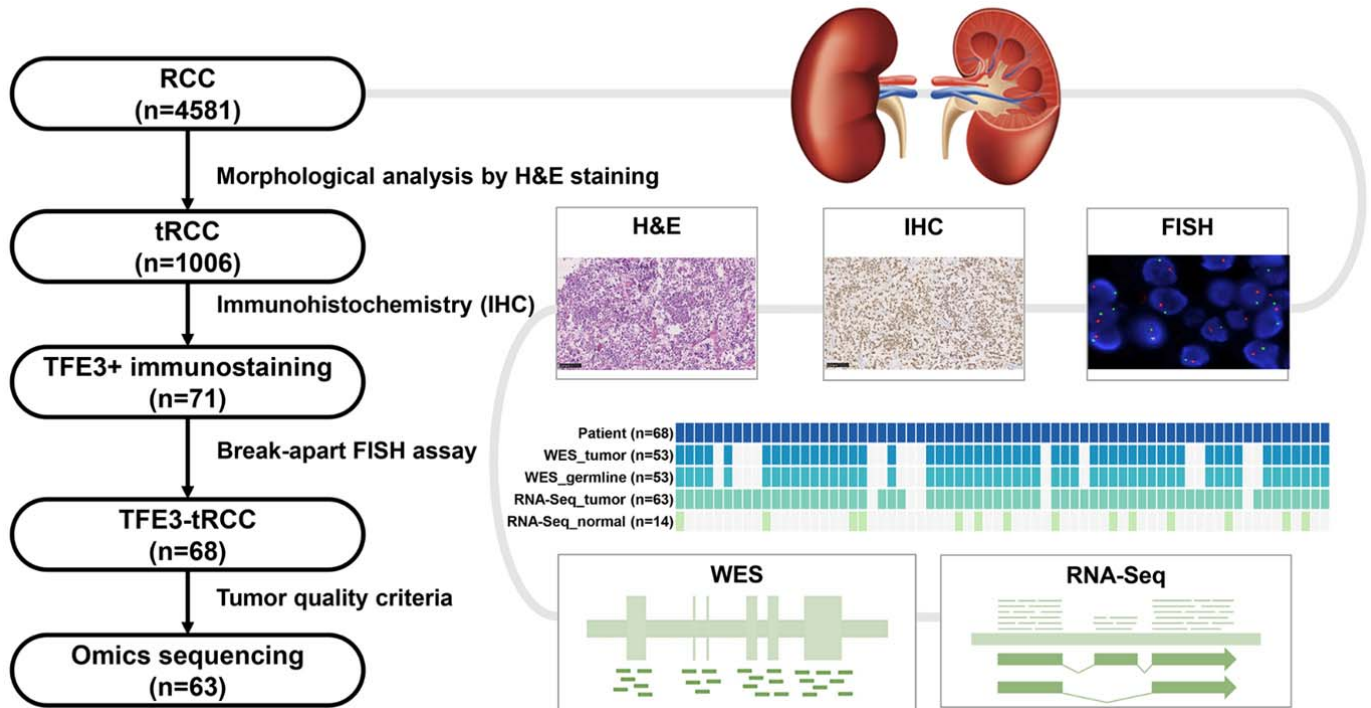 RCC
(n=4581)
Morphological analysis by H&E staining
tRCC
(n=1006)
Immunohistochemistry (IHC)
TFE3+ immunostaining
(n=71)
Break-apart FISH assay
TFE3-tRCC
(n=68)
Tumor quality criteria
Omics sequencing
(n=63)
H&E
IHC
FISH
Patient (n=68)
WES_tumor (n=53)
WES_germline (n=53)
RNA-Seq_tumor (n=63)
RNA-Seq_normal (n=14)
WES
RNA-Seq